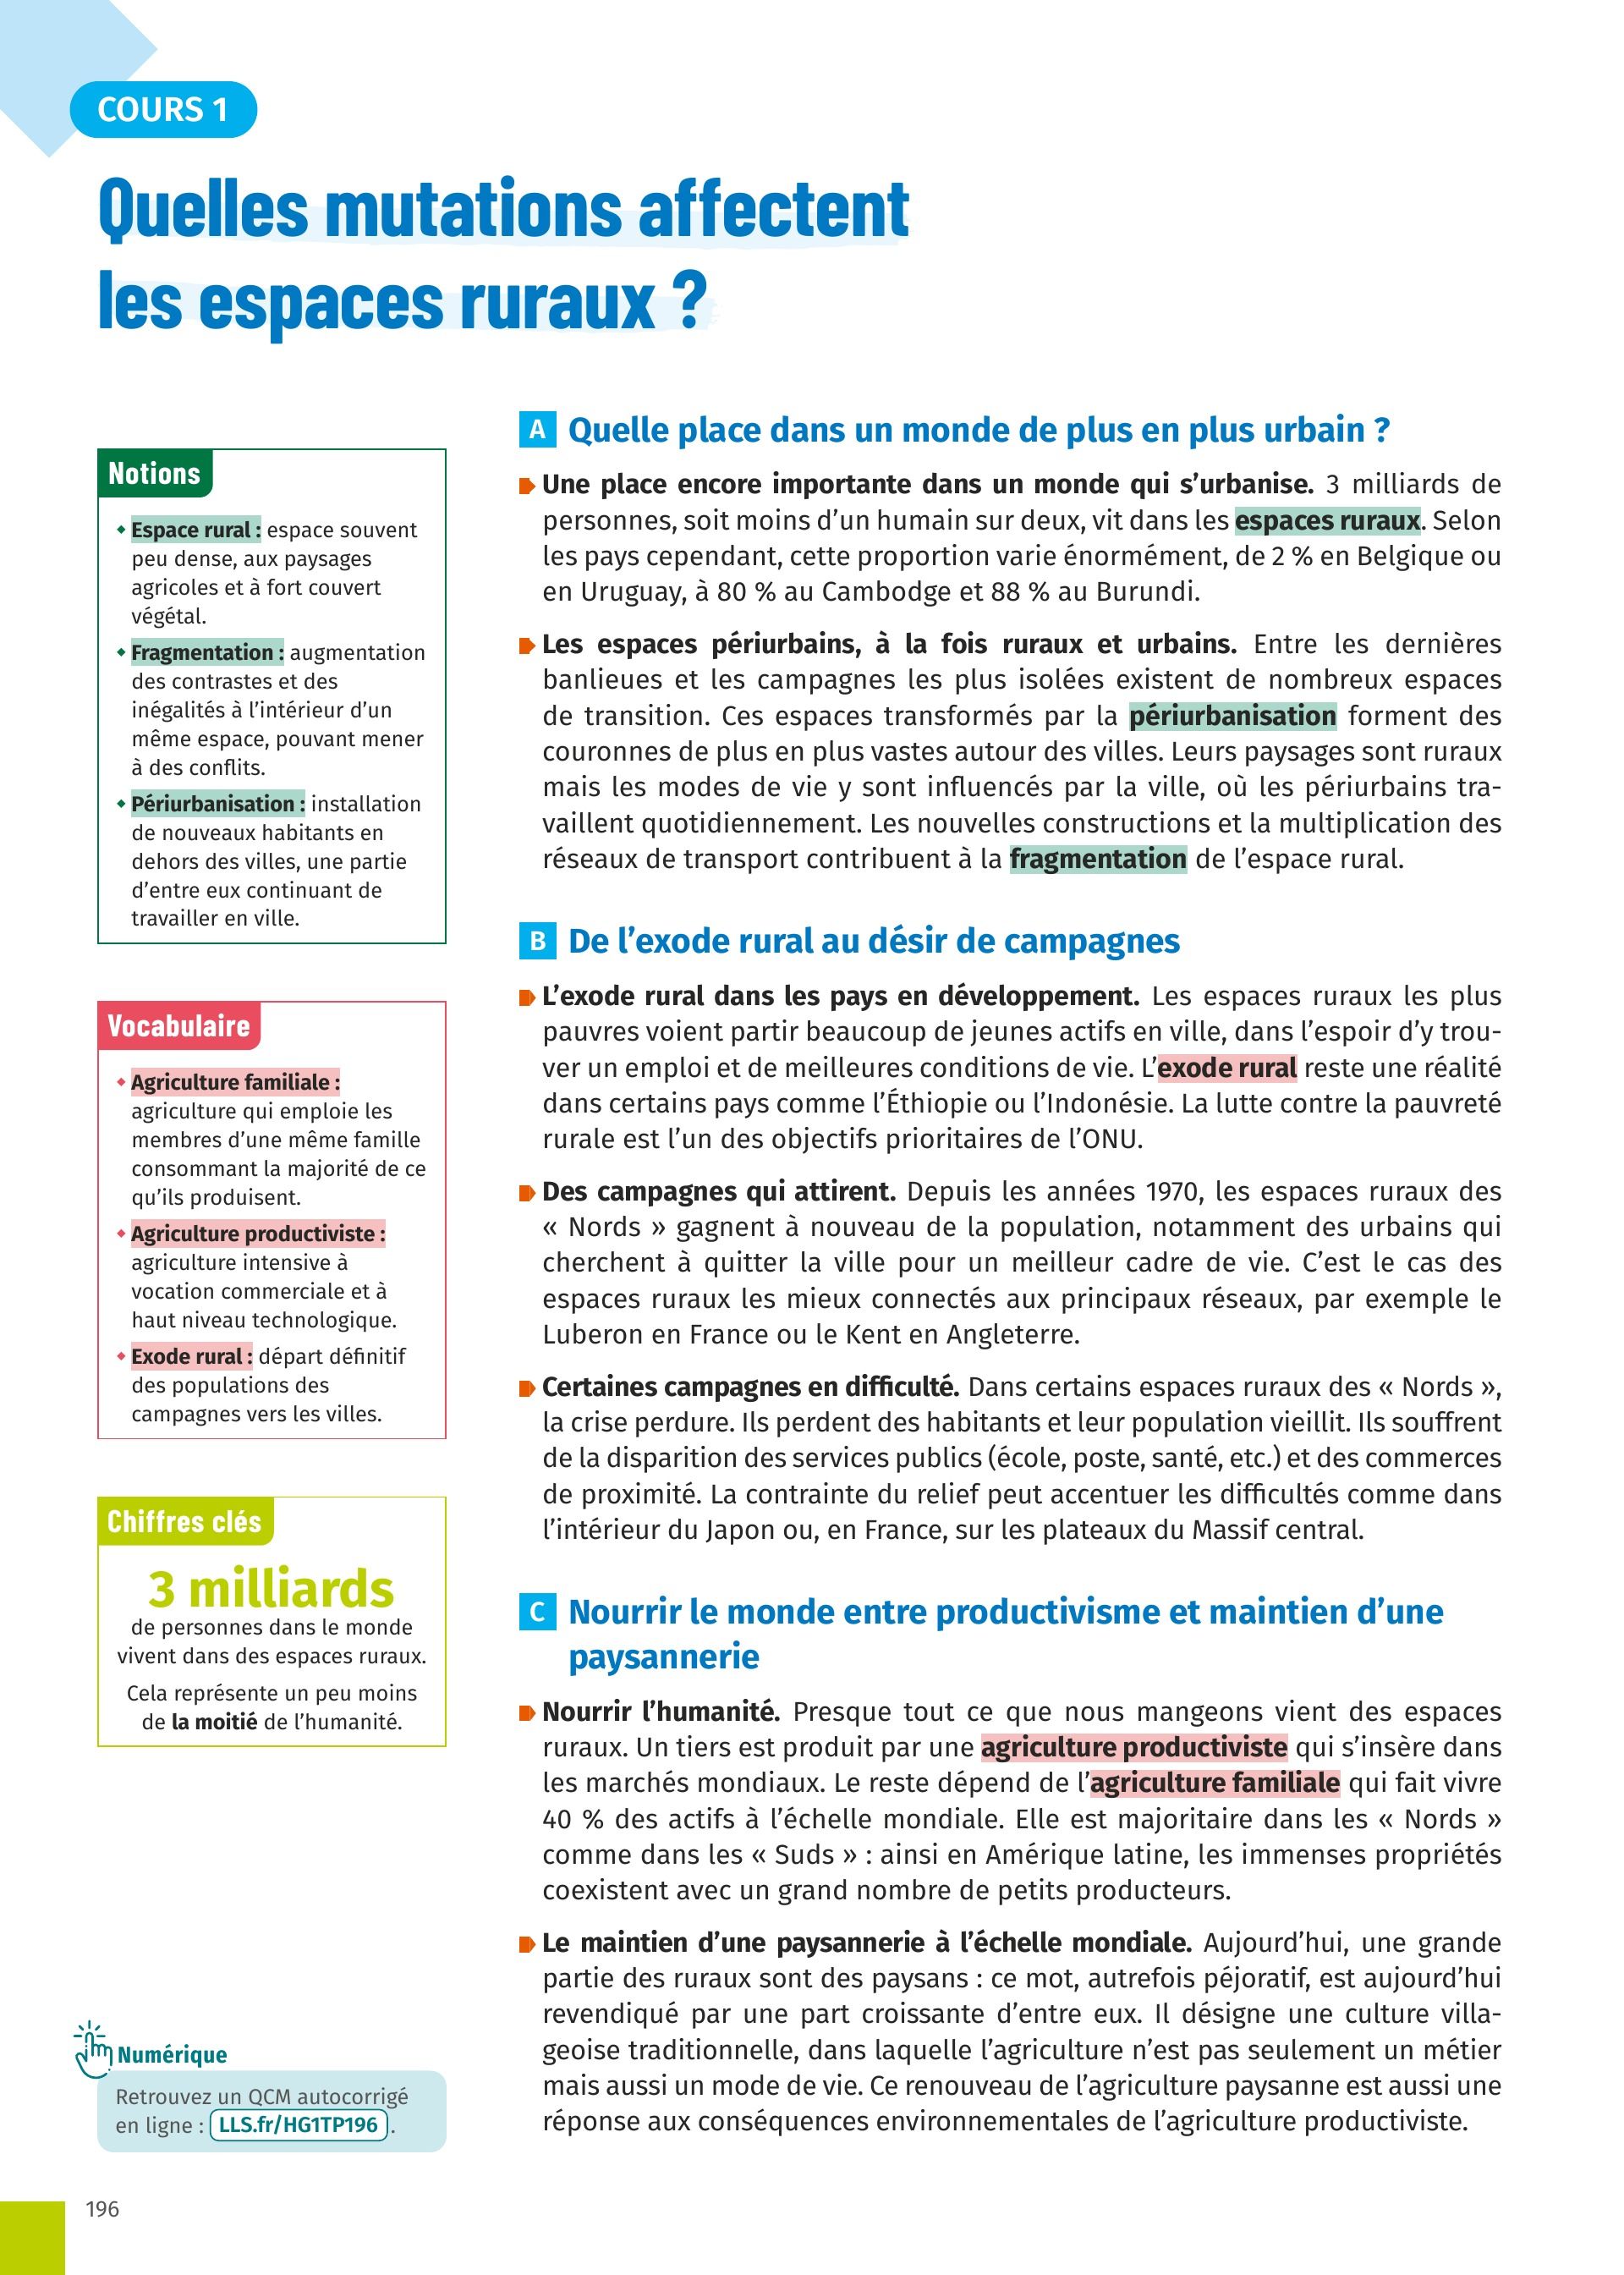 COURS 1
Quelles mutations affectent
les espaces ruraux ?
Notions
Espace rural : espace souvent
peu dense, aux paysages
agricoles et à fort couvert
végétal.
Fragmentation : augmentation
des contrastes et des
inégalités à l’intérieur d’un
même espace, pouvant mener
à des conflits.
Périurbanisation : installation
de nouveaux habitants en
dehors des villes, une partie
d’entre eux continuant de
travailler en ville.
Vocabulaire
Agriculture familiale :
agriculture qui emploie les
membres d’une même famille
consommant la majorité de ce
qu’ils produisent.
Agriculture productiviste :
agriculture intensive à
vocation commerciale et à
haut niveau technologique.
Exode rural : départ définitif
des populations des
campagnes vers les villes.
Chiffres clés
3 milliards
de personnes dans le monde
vivent dans des espaces ruraux.
Cela représente un peu moins
de la moitié de l’humanité.
Numérique
Retrouvez un QCM autocorrigé
en ligne : LLS.fr/HG1TP196 .
A Quelle place dans un monde de plus en plus urbain ?
Une place encore importante dans un monde qui s’urbanise. 3 milliards de
personnes, soit moins d’un humain sur deux, vit dans les espaces ruraux. Selon
les pays cependant, cette proportion varie énormément, de 2 % en Belgique ou
en Uruguay, à 80 % au Cambodge et 88 % au Burundi.
Les espaces périurbains, à la fois ruraux et urbains. Entre les dernières
banlieues et les campagnes les plus isolées existent de nombreux espaces
de transition. Ces espaces transformés par la périurbanisation forment des
couronnes de plus en plus vastes autour des villes. Leurs paysages sont ruraux
mais les modes de vie y sont influencés par la ville, où les périurbains tra-
vaillent quotidiennement. Les nouvelles constructions et la multiplication des
réseaux de transport contribuent à la fragmentation de l’espace rural.
B De l’exode rural au désir de campagnes
L’exode rural dans les pays en développement. Les espaces ruraux les plus
pauvres voient partir beaucoup de jeunes actifs en ville, dans l’espoir d’y trou-
ver un emploi et de meilleures conditions de vie. L’exode rural reste une réalité
dans certains pays comme l’Éthiopie ou l’Indonésie. La lutte contre la pauvreté
rurale est l’un des objectifs prioritaires de l’ONU.
Des campagnes qui attirent. Depuis les années 1970, les espaces ruraux des
« Nords » gagnent à nouveau de la population, notamment des urbains qui
cherchent à quitter la ville pour un meilleur cadre de vie. C’est le cas des
espaces ruraux les mieux connectés aux principaux réseaux, par exemple le
Luberon en France ou le Kent en Angleterre.
Certaines campagnes en difficulté. Dans certains espaces ruraux des « Nords »,
la crise perdure. Ils perdent des habitants et leur population vieillit. Ils souffrent
de la disparition des services publics (école, poste, santé, etc.) et des commerces
de proximité. La contrainte du relief peut accentuer les difficultés comme dans
l’intérieur du Japon ou, en France, sur les plateaux du Massif central.
C Nourrir le monde entre productivisme et maintien d’une
paysannerie
Nourrir l’humanité. Presque tout ce que nous mangeons vient des espaces
ruraux. Un tiers est produit par une agriculture productiviste qui s’insère dans
les marchés mondiaux. Le reste dépend de l’agriculture familiale qui fait vivre
40 % des actifs à l’échelle mondiale. Elle est majoritaire dans les « Nords »
comme dans les « Suds » : ainsi en Amérique latine, les immenses propriétés
coexistent avec un grand nombre de petits producteurs.
Le maintien d’une paysannerie à l’échelle mondiale. Aujourd’hui, une grande
partie des ruraux sont des paysans : ce mot, autrefois péjoratif, est aujourd’hui
revendiqué par une part croissante d’entre eux. Il désigne une culture villa-
geoise traditionnelle, dans laquelle l’agriculture n’est pas seulement un métier
mais aussi un mode de vie. Ce renouveau de l’agriculture paysanne est aussi une
réponse aux conséquences environnementales de l’agriculture productiviste.
196